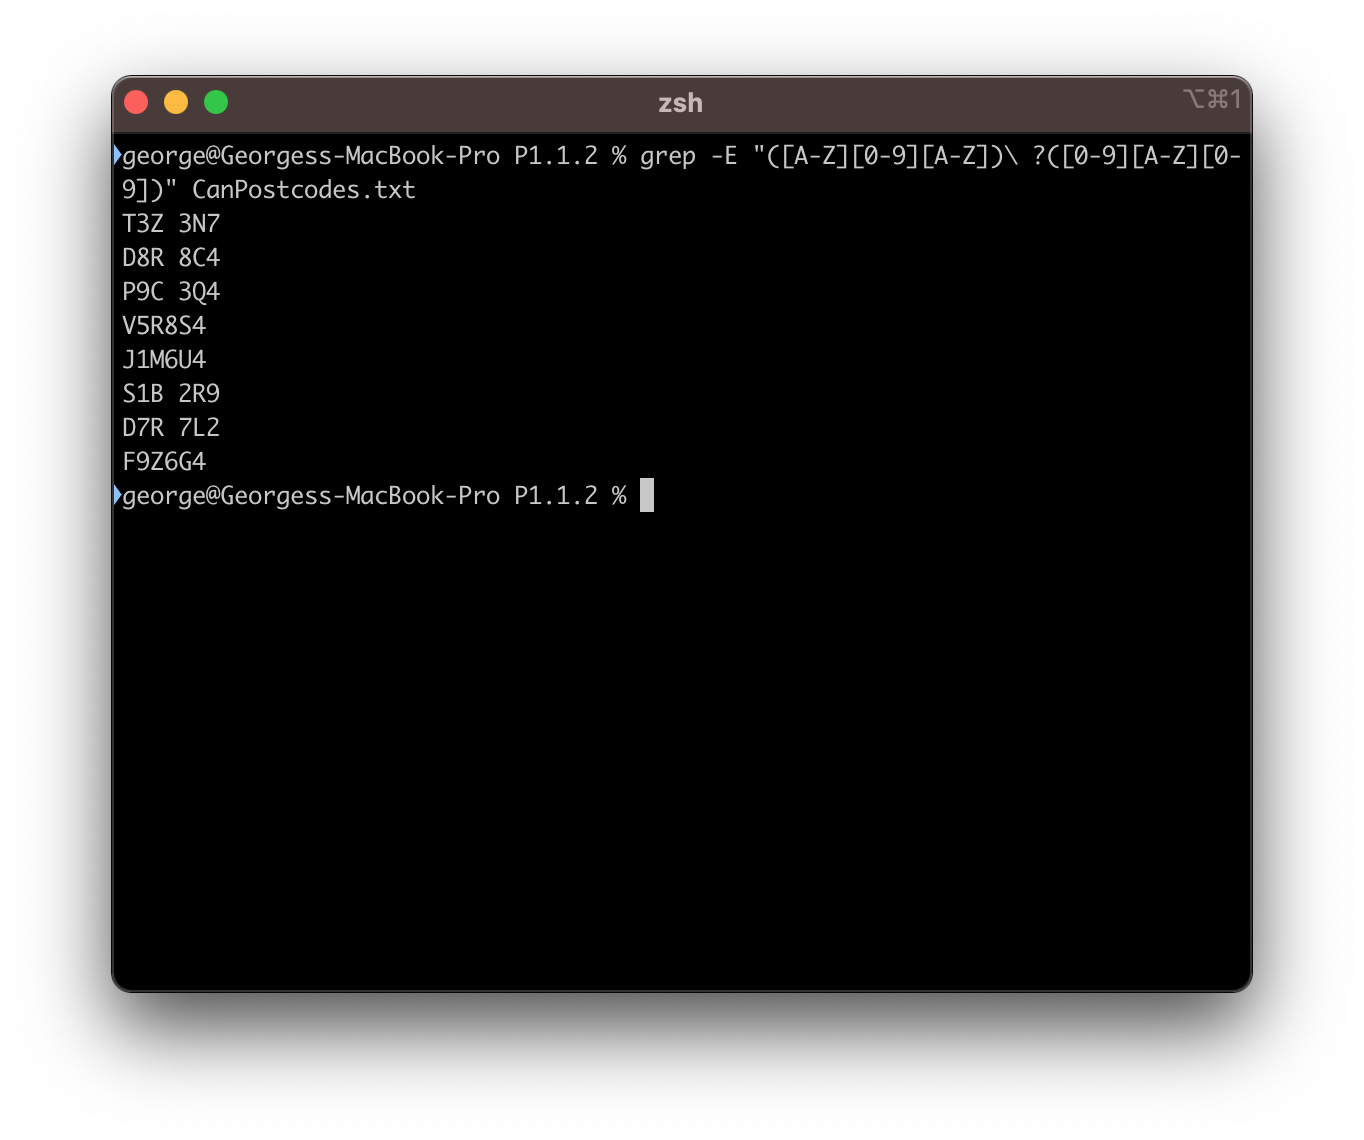 zsh
⌥⌘1
george@Georgess-MacBook-Pro P1.1.2 % grep -E "([A-Z][0-9][A-Z])\ ?([0-9][A-Z][0-
9])" CanPostcodes.txt
T3Z 3N7
D8R 8C4
P9C 3Q4
V5R8S4
J1M6U4
S1B 2R9
D7R 7L2
F9Z6G4
george@Georgess-MacBook-Pro P1.1.2 %